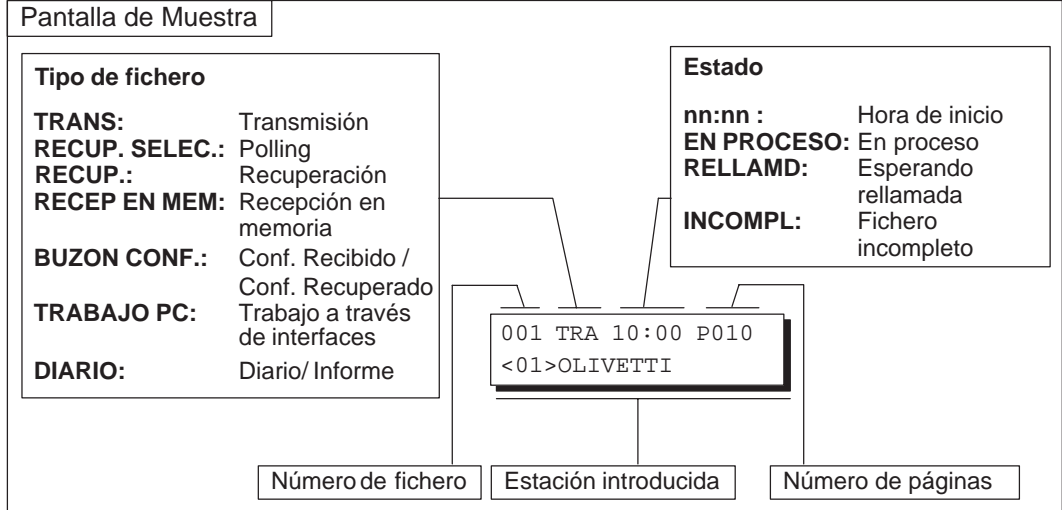 Pantalla de Muestra
Tipo de fichero
TRANS: Transmisión
RECUP. SELEC.: Polling
RECUP.: Recuperación
RECEP EN MEM: Recepción en
memoria
BUZON CONF.: Conf. Recibido /
Conf. Recuperado
TRABAJO PC: Trabajo a través
de interfaces
DIARIO: Diario/ Informe
Estado
nn:nn : Hora de inicio
EN PROCESO: En proceso
RELLAMD: Esperando
rellamada
INCOMPL: Fichero
incompleto
001 TRA 10:00 P010
<01>OLIVETTI
Número de fichero
Estación introducida
Número de páginas